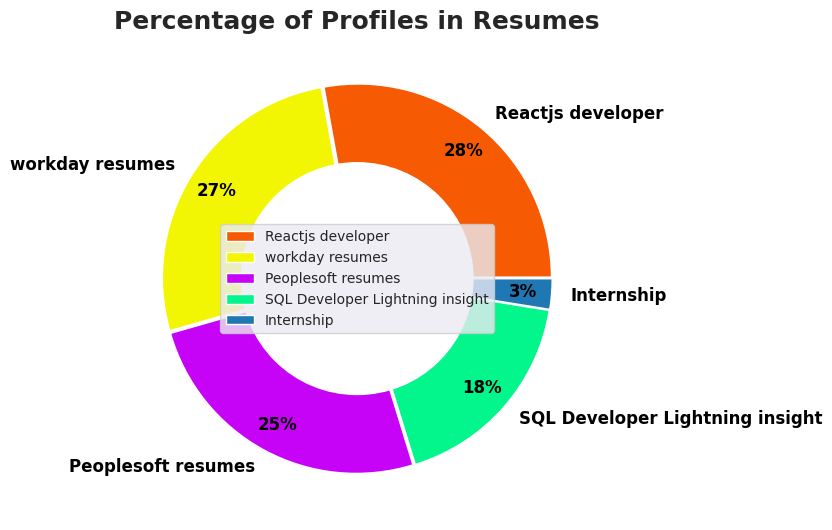 Percentage of Profiles in Resumes
Reactjs developer
28%
workday resumes
27%
Reactjs developer
workday resumes
Peoplesoft resumes
SQL Developer Lightning insight
Internship
3%
Internship
18%
SQL Developer Lightning insight
25%
Peoplesoft resumes